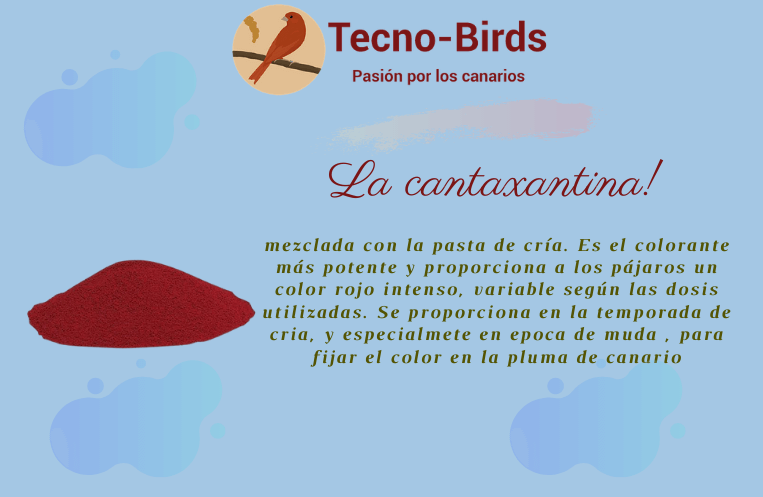 Tecno-Birds
Pasión por los canarios
La cantaxantina!
mezclada con la pasta de cría. Es el colorante
más potente y proporciona a los pájaros un
color rojo intenso, variable según las dosis
utilizadas. Se proporciona en la temporada de
cria, y especialmete en epoca de muda , para
fijar el color en la pluma de canario